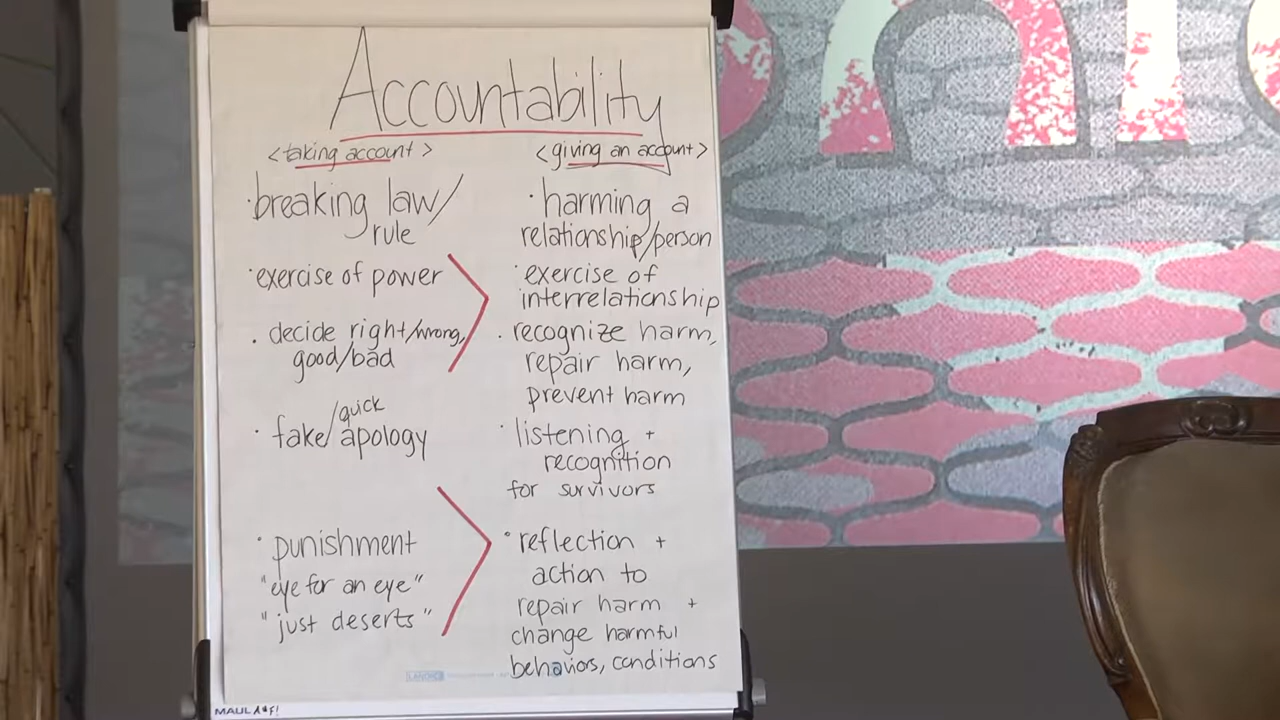 Accountability
<taking account>
• breaking law/
rule
• exercise of power
• decide right/wrong,
good/bad
• fake/quick apology
• punishment
"eye for an eye"
"just deserts"
<giving an account>
• harming a
relationship/person
• exercise of
interrelationship
• recognize harm,
repair harm,
prevent harm
• listening +
recognition
for survivors
• reflection +
action to
repair harm +
change harmful
behaviors, conditions
LANDRÉ
MAUL